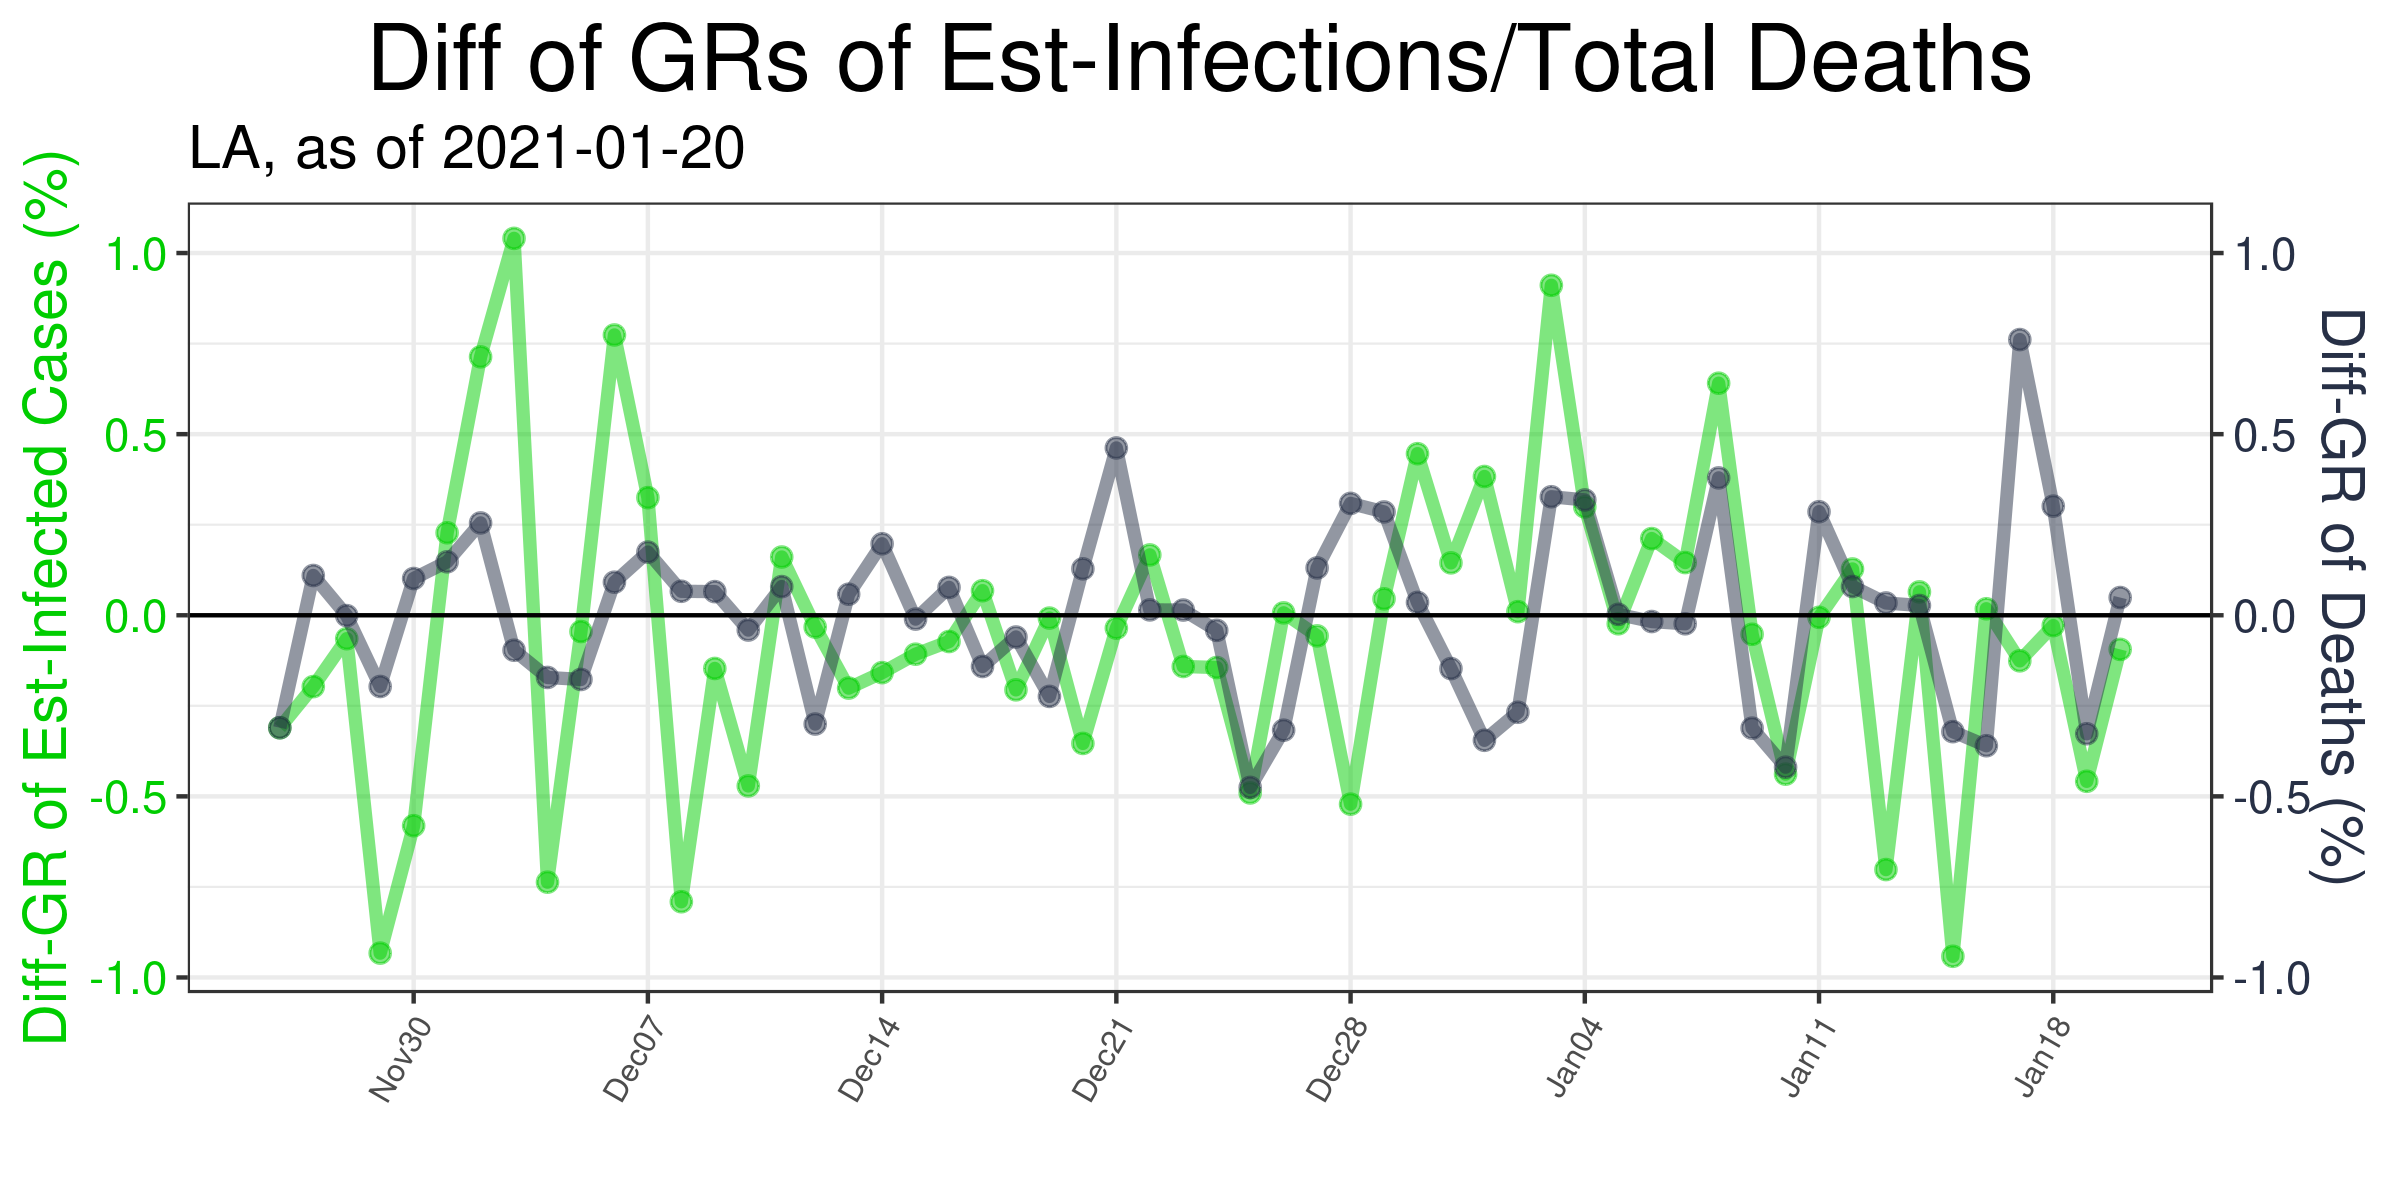 Diff of GRs of Est-Infections/Total Deaths
LA, as of 2021-01-20
Diff-GR of Est-Infected Cases (%)
1.0
0.5
0.0
-0.5
-1.0
1.0
0.5
0.0
-0.5
-1.0
Diff-GR of Deaths (%)
Nov30
Dec07
Dec14
Dec21
Dec28
Jan04
Jan11
Jan18